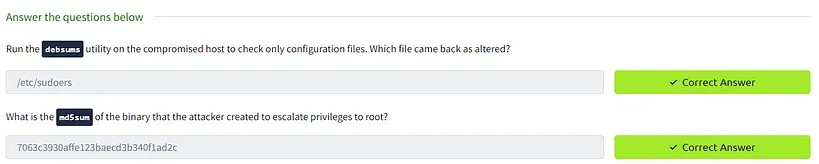 Answer the questions below
Run the debsums utility on the compromised host to check only configuration files. Which file came back as altered?
/etc/sudoers
✓ Correct Answer
What is the md5sum of the binary that the attacker created to escalate privileges to root?
7063c3930affe123baecd3b340f1ad2c
✓ Correct Answer